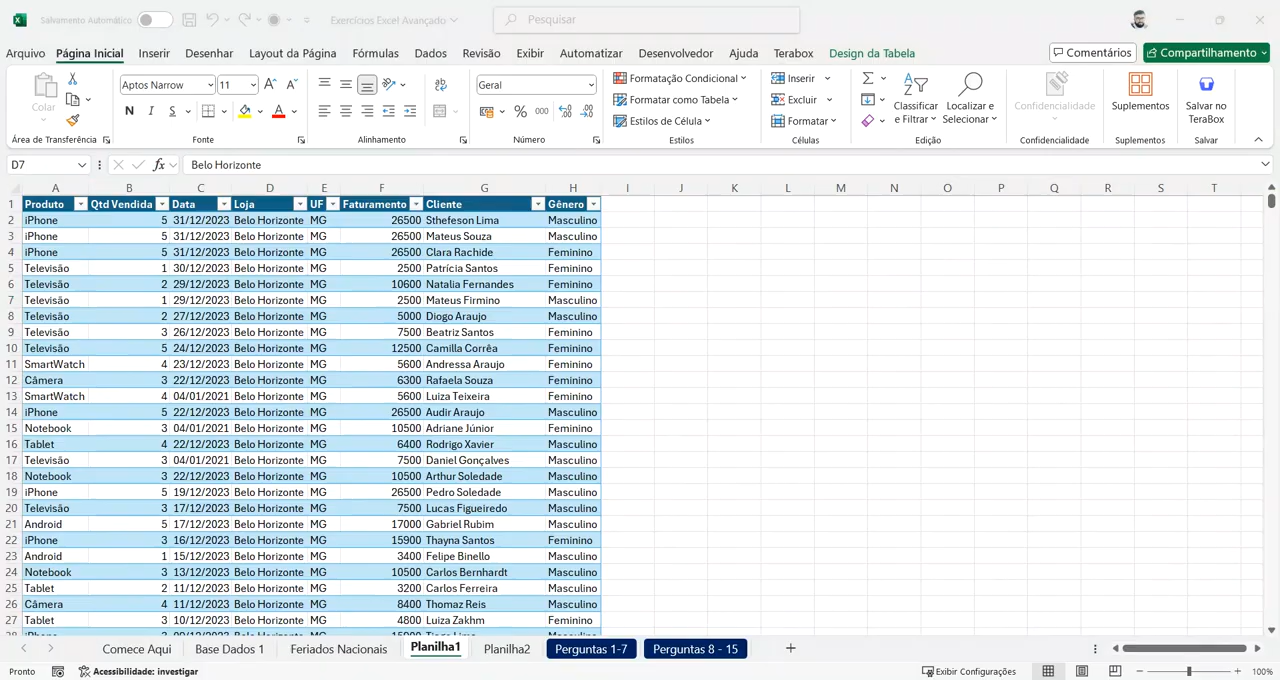 Salvamento Automático Exercícios Excel Avançado Pesquisar
Arquivo Página Inicial Inserir Desenhar Layout da Página Fórmulas Dados Revisão Exibir Automatizar Desenvolvedor Ajuda Terabox Design da Tabela Comentários Compartilhamento
Colar Aptos Narrow 11 Geral Formatação Condicional Inserir Classificar e Filtrar Localizar e Selecionar Confidencialidade Suplementos Salvar no TeraBox
N I S A % 000 Formatar como Tabela Excluir
Estilos de Célula Formatar
Área de Transferência Fonte Alinhamento Número Estilos Células Edição Confidencialidade Suplementos Salvar
D7 fx Belo Horizonte
A B C D E F G H I J K L M N O P Q R S T
1 Produto Qtd Vendida Data Loja UF Faturamento Cliente Gênero
2 iPhone 5 31/12/2023 Belo Horizonte MG 26500 Sthefeson Lima Masculino
3 iPhone 5 31/12/2023 Belo Horizonte MG 26500 Mateus Souza Masculino
4 iPhone 5 31/12/2023 Belo Horizonte MG 26500 Clara Rachide Feminino
5 Televisão 1 30/12/2023 Belo Horizonte MG 2500 Patrícia Santos Feminino
6 Televisão 2 29/12/2023 Belo Horizonte MG 10600 Natalia Fernandes Feminino
7 Televisão 1 29/12/2023 Belo Horizonte MG 2500 Mateus Firmino Masculino
8 Televisão 2 27/12/2023 Belo Horizonte MG 5000 Diogo Araujo Masculino
9 Televisão 3 26/12/2023 Belo Horizonte MG 7500 Beatriz Santos Feminino
10 Televisão 5 24/12/2023 Belo Horizonte MG 12500 Camilla Corrêa Feminino
11 SmartWatch 4 23/12/2023 Belo Horizonte MG 5600 Andressa Araujo Feminino
12 Câmera 3 22/12/2023 Belo Horizonte MG 6300 Rafaela Souza Feminino
13 SmartWatch 4 04/01/2021 Belo Horizonte MG 5600 Luiza Teixeira Feminino
14 iPhone 5 22/12/2023 Belo Horizonte MG 26500 Audir Araujo Masculino
15 Notebook 3 04/01/2021 Belo Horizonte MG 10500 Adriane Júnior Feminino
16 Tablet 4 22/12/2023 Belo Horizonte MG 6400 Rodrigo Xavier Masculino
17 Televisão 3 04/01/2021 Belo Horizonte MG 7500 Daniel Gonçalves Masculino
18 Notebook 3 22/12/2023 Belo Horizonte MG 10500 Arthur Soledade Masculino
19 iPhone 5 19/12/2023 Belo Horizonte MG 26500 Pedro Soledade Masculino
20 Televisão 3 17/12/2023 Belo Horizonte MG 7500 Lucas Figueiredo Masculino
21 Android 5 17/12/2023 Belo Horizonte MG 17000 Gabriel Rubim Masculino
22 iPhone 3 16/12/2023 Belo Horizonte MG 15900 Thayna Santos Feminino
23 Android 1 15/12/2023 Belo Horizonte MG 3400 Felipe Binello Masculino
24 Notebook 3 13/12/2023 Belo Horizonte MG 10500 Carlos Bernhardt Masculino
25 Tablet 2 11/12/2023 Belo Horizonte MG 3200 Carlos Ferreira Masculino
26 Câmera 4 11/12/2023 Belo Horizonte MG 8400 Thomaz Reis Masculino
27 Tablet 3 10/12/2023 Belo Horizonte MG 4800 Luiza Zakhm Feminino
Comece Aqui Base Dados 1 Feriados Nacionais Planilha1 Planilha2 Perguntas 1-7 Perguntas 8 - 15
Pronto Acessibilidade: investigar Exibir Configurações 100%